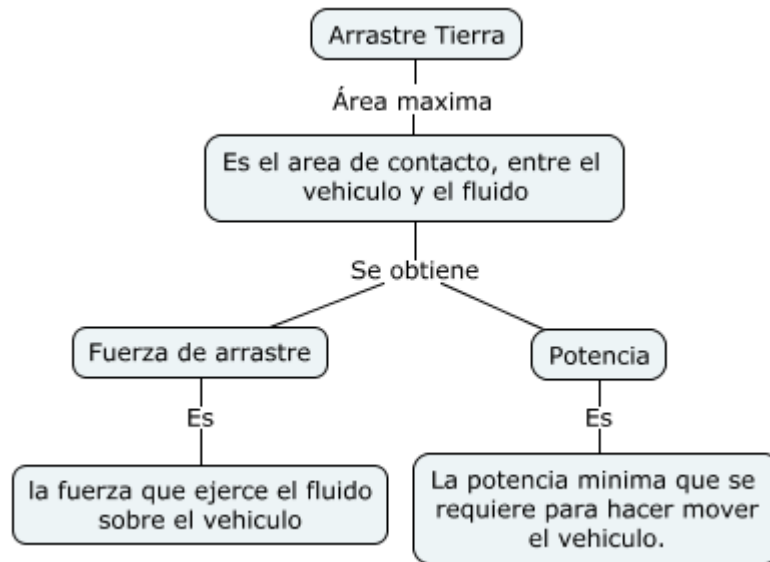 Arrastre Tierra
Área maxima
Es el area de contacto, entre el
vehiculo y el fluido
Se obtiene
Fuerza de arrastre
Potencia
Es
Es
la fuerza que ejerce el fluido
sobre el vehiculo
La potencia minima que se
requiere para hacer mover
el vehiculo.